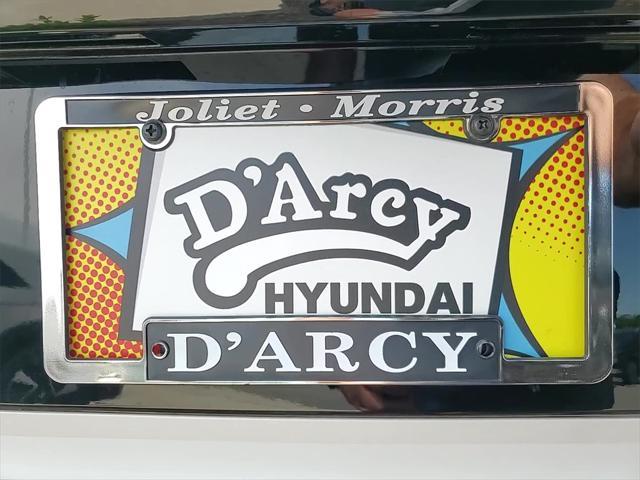 Joliet • Morris
D'Arcy
HYUNDAI
D'ARCY